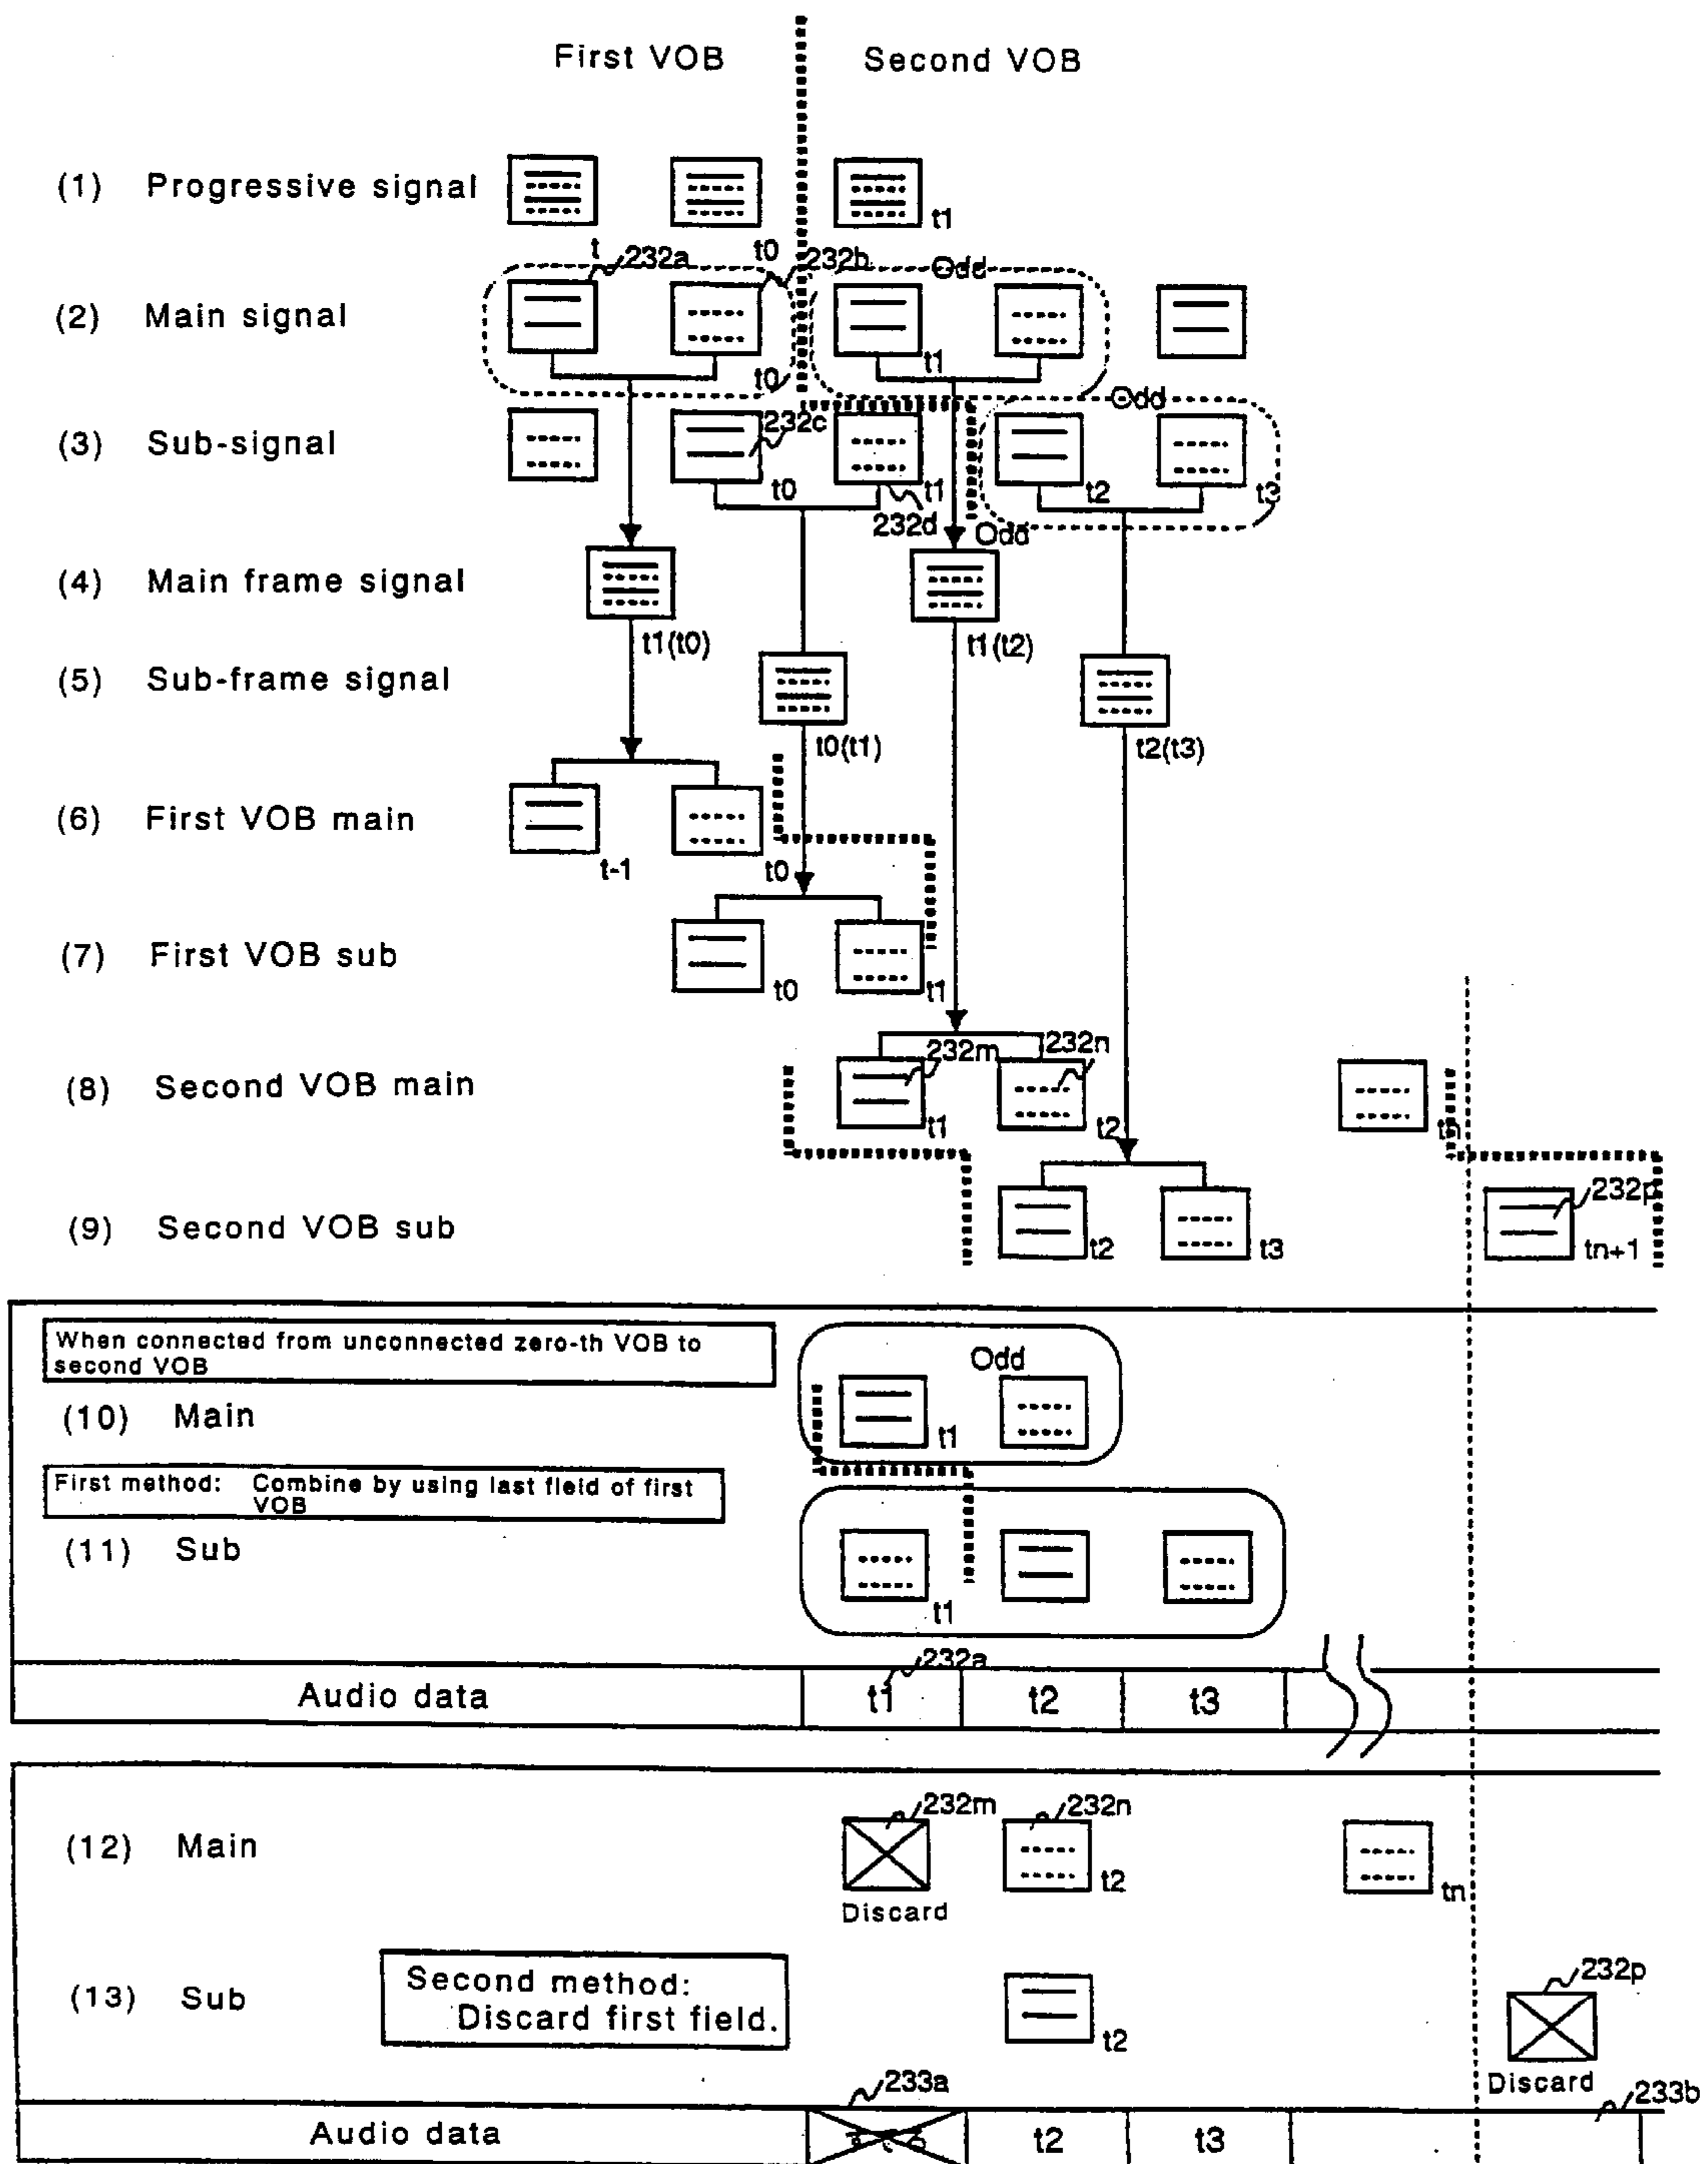 First VOB Second VOB
(1) Progressive signal
t1
t 232a t0 232b Odd
(2) Main signal
t1
t0
Odd
(3) Sub-signal
232c
t0 t1 t2 t3
232d Odd
(4) Main frame signal
t1(t0) t1(t2)
(5) Sub-frame signal
t0(t1) t2(t3)
(6) First VOB main
t-1 t0
(7) First VOB sub
t0 t1
232m 232n
(8) Second VOB main
t1 t2 tn
232p
(9) Second VOB sub
t2 t3 tn+1
When connected from unconnected zero-th VOB to
second VOB
Odd
(10) Main
t1
First method: Combine by using last field of first
VOB
(11) Sub
t1
232a
Audio data t1 t2 t3
232m 232n
(12) Main
t2 tn
Discard
232p
(13) Sub
Second method:
Discard first field.
t2
Discard
233a 233b
Audio data t2 t3